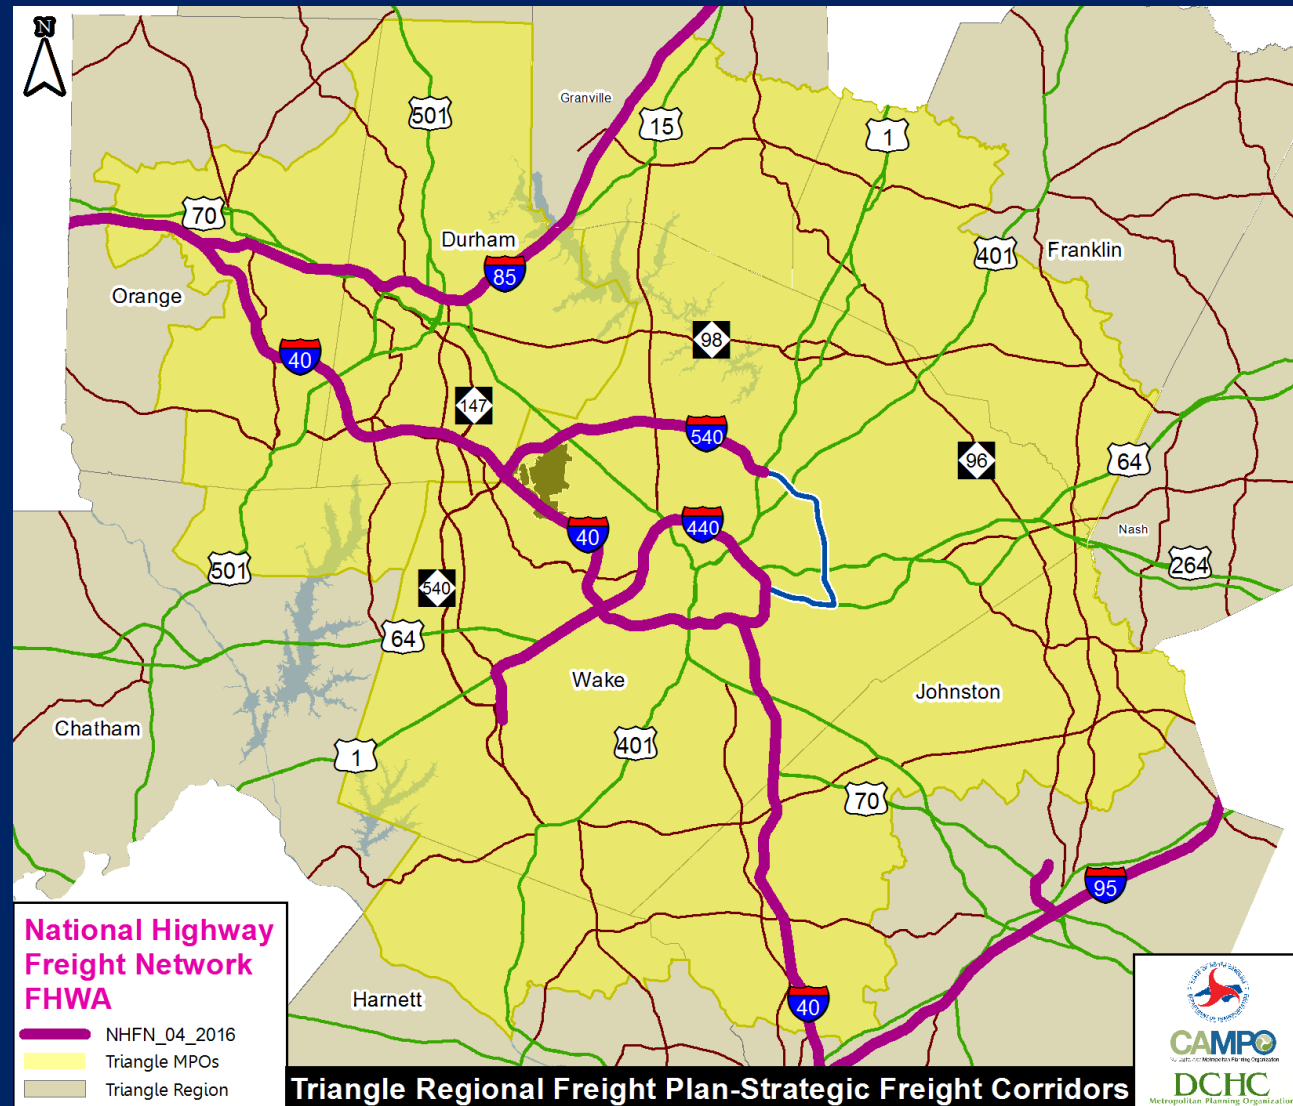 N
Granville
501
15
1
70
Durham
401
Franklin
85
Orange
98
40
147
540
64
96
440
40
Nash
264
501
540
64
Wake
Johnston
Chatham
401
1
70
95
National Highway
Freight Network
FHWA
Harnett
40
NHFN_04_2016
Triangle MPOs
Triangle Region
Triangle Regional Freight Plan-Strategic Freight Corridors
CAMPO
DCHC
Metropolitan Planning Organization